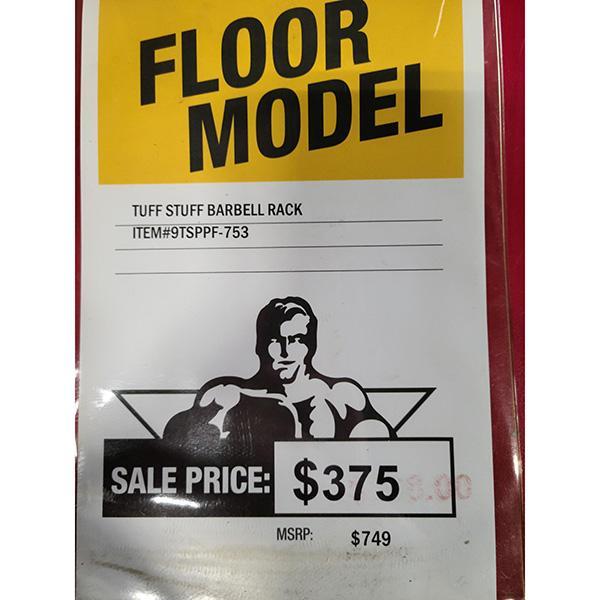 FLOOR
MODEL
TUFF STUFF BARBELL RACK
ITEM#9TSPPF-753
SALE PRICE: $375
MSRP: $749